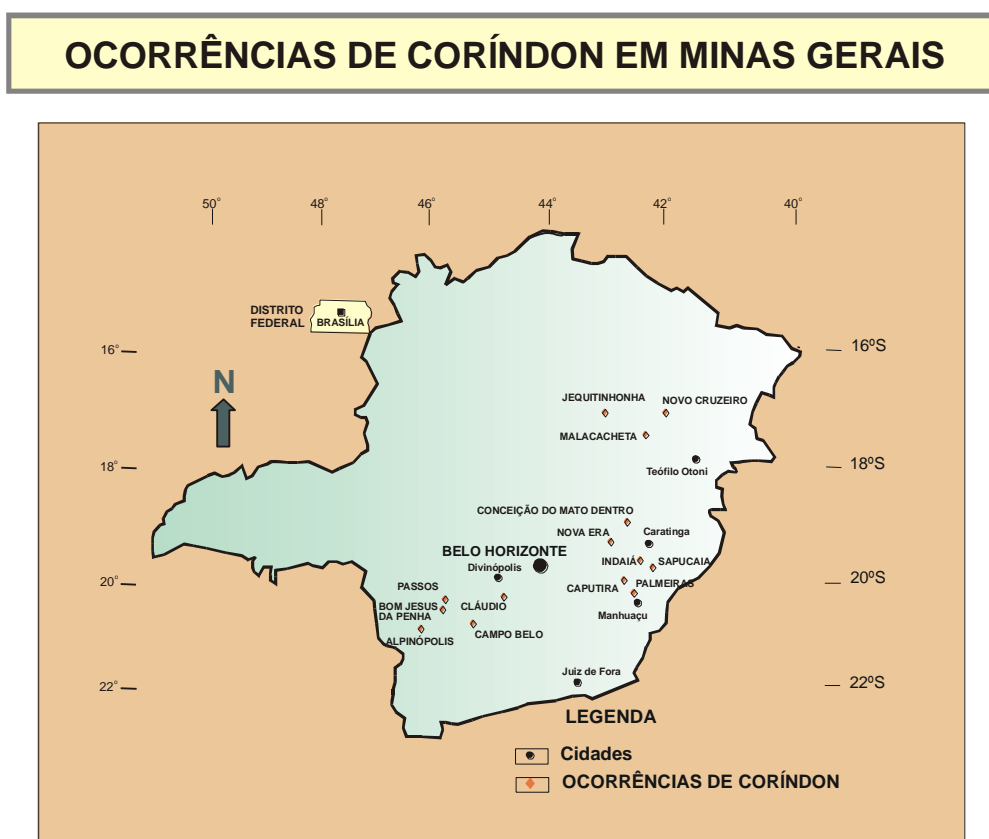 OCORRÊNCIAS DE CORÍNDON EM MINAS GERAIS
50° 48° 46° 44° 42° 40°
DISTRITO
FEDERAL
BRASÍLIA
16° 16ºS
N
JEQUITINHONHA
NOVO CRUZEIRO
MALACACHETA
18° 18ºS
Teófilo Otoni
CONCEIÇÃO DO MATO DENTRO
NOVA ERA
Caratinga
BELO HORIZONTE
INDAIÁ
SAPUCAIA
Divinópolis
20° 20ºS
PASSOS
CAPUTIRA
PALMEIRAS
BOM JESUS
DA PENHA
CLÁUDIO
Manhuaçu
CAMPO BELO
ALPINÓPOLIS
Juiz de Fora
22° 22ºS
LEGENDA
Cidades
OCORRÊNCIAS DE CORÍNDON